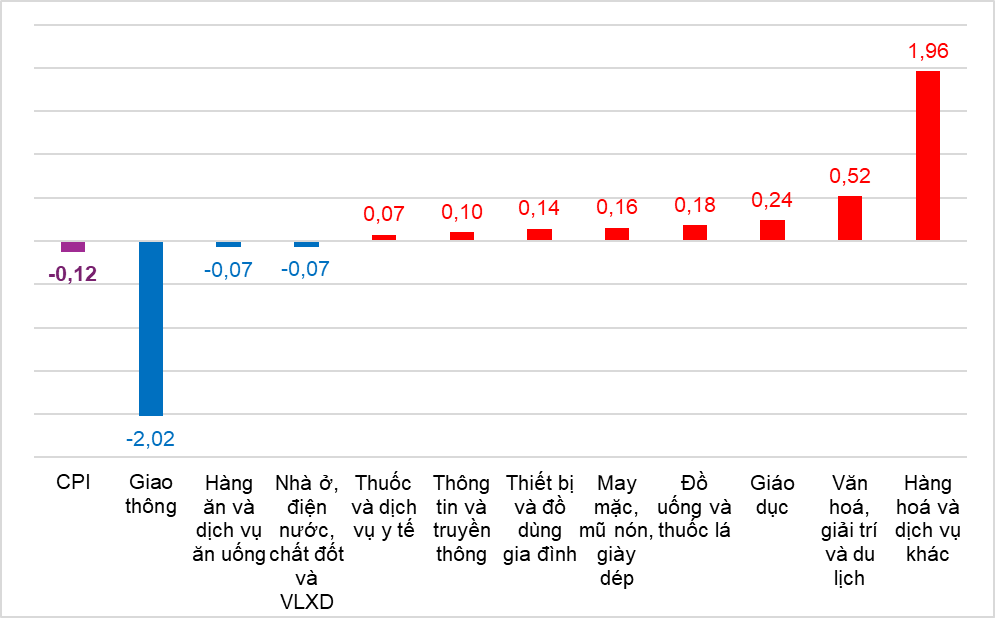 1,96
0,52
0,24
0,18
0,16
0,14
0,10
0,07
-0,12
-0,07
-0,07
-2,02
CPI
Giao
thông
Hàng
ăn và
dịch vụ
ăn uống
Nhà ở,
điện
nước,
chất đốt
và
VLXD
Thuốc
và dịch
vụ y tế
Thông
tin và
truyền
thông
Thiết bị
và đồ
dùng
gia đình
May
mặc,
mũ nón,
giày
dép
Đồ
uống và
thuốc lá
Giáo
dục
Văn
hoá,
giải trí
và du
lịch
Hàng
hoá và
dịch vụ
khác